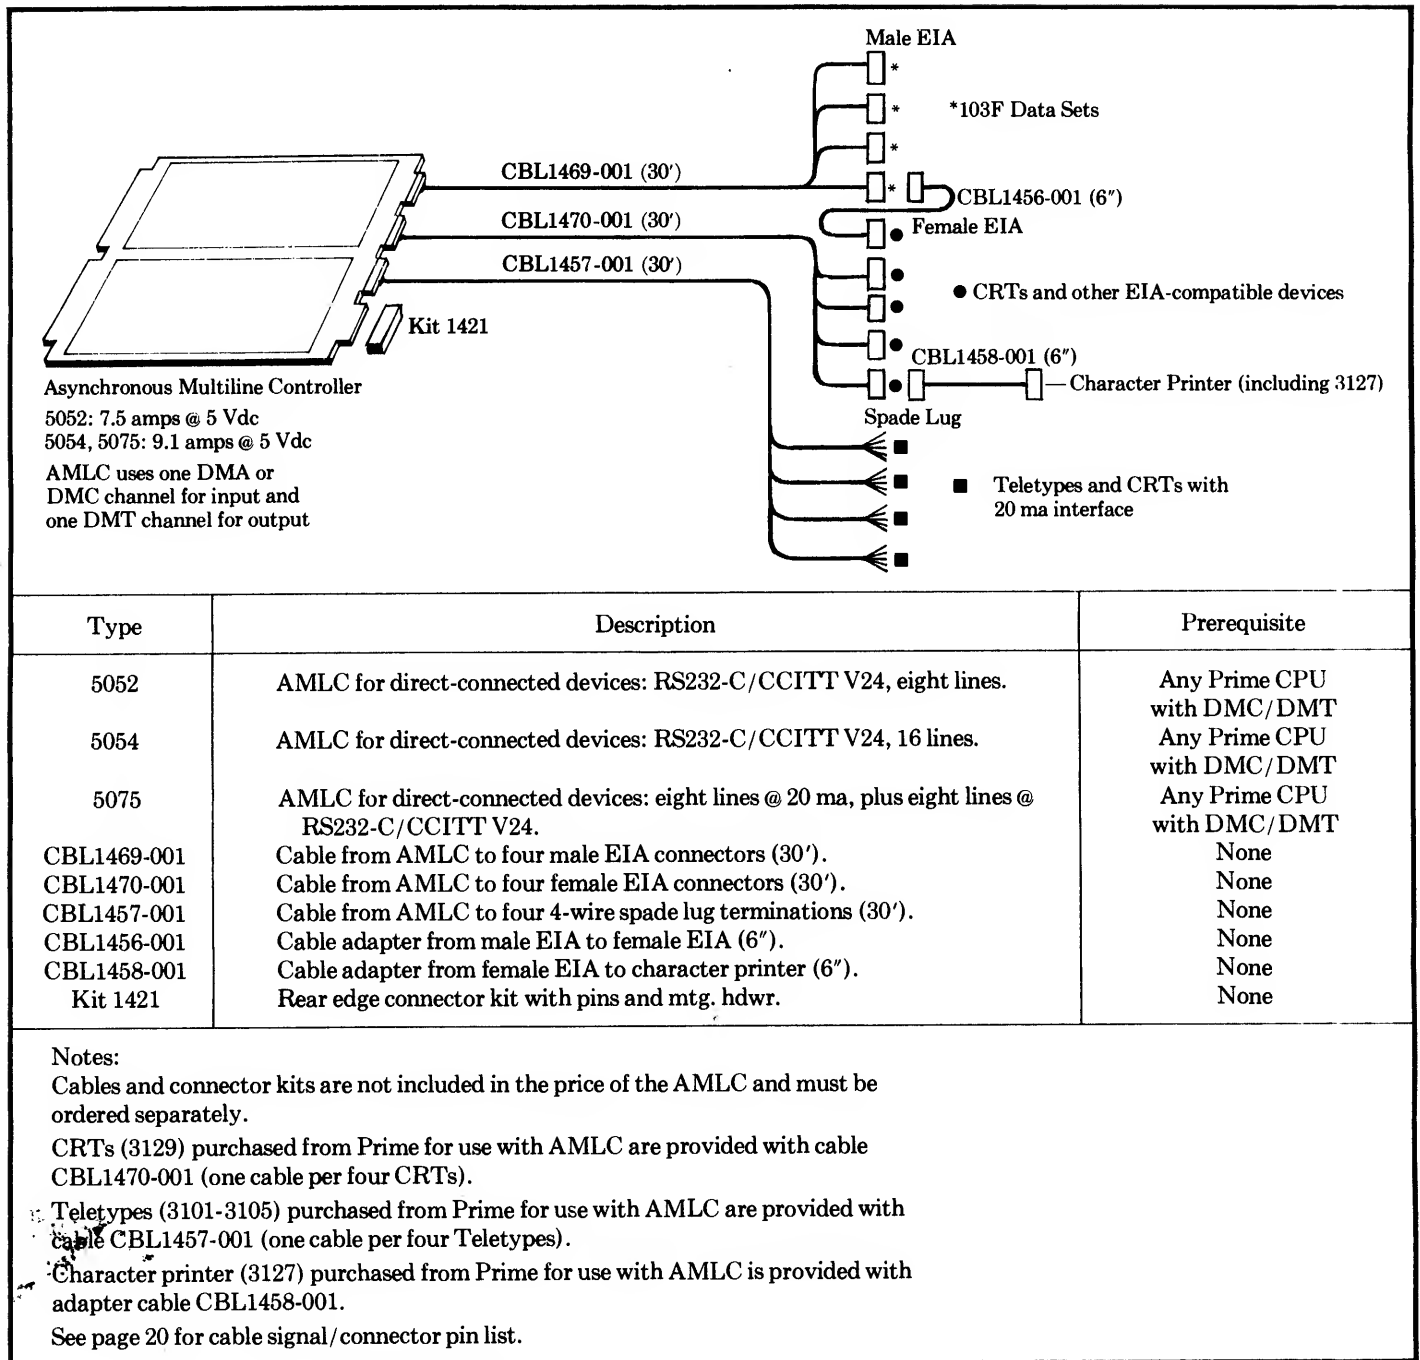 Male EIA
*
*
*103F Data Sets
*
CBL1469-001 (30′)
*
CBL1456-001 (6″)
CBL1470-001 (30′)
● Female EIA
CBL1457-001 (30′)
●
● CRTs and other EIA-compatible devices
●
Kit 1421
●
CBL1458-001 (6″)
●
Character Printer (including 3127)
Spade Lug
■
■
■ Teletypes and CRTs with
20 ma interface
■
■
Asynchronous Multiline Controller
5052: 7.5 amps @ 5 Vdc
5054, 5075: 9.1 amps @ 5 Vdc
AMLC uses one DMA or
DMC channel for input and
one DMT channel for output
Type Description Prerequisite
5052 AMLC for direct-connected devices: RS232-C/CCITT V24, eight lines. Any Prime CPU
with DMC/DMT
5054 AMLC for direct-connected devices: RS232-C/CCITT V24, 16 lines. Any Prime CPU
with DMC/DMT
5075 AMLC for direct-connected devices: eight lines @ 20 ma, plus eight lines @ Any Prime CPU
RS232-C/CCITT V24. with DMC/DMT
CBL1469-001 Cable from AMLC to four male EIA connectors (30′). None
CBL1470-001 Cable from AMLC to four female EIA connectors (30′). None
CBL1457-001 Cable from AMLC to four 4-wire spade lug terminations (30′). None
CBL1456-001 Cable adapter from male EIA to female EIA (6″). None
CBL1458-001 Cable adapter from female EIA to character printer (6″). None
Kit 1421 Rear edge connector kit with pins and mtg. hdwr. None
Notes:
Cables and connector kits are not included in the price of the AMLC and must be
ordered separately.
CRTs (3129) purchased from Prime for use with AMLC are provided with cable
CBL1470-001 (one cable per four CRTs).
Teletypes (3101-3105) purchased from Prime for use with AMLC are provided with
cable CBL1457-001 (one cable per four Teletypes).
Character printer (3127) purchased from Prime for use with AMLC is provided with
adapter cable CBL1458-001.
See page 20 for cable signal/connector pin list.